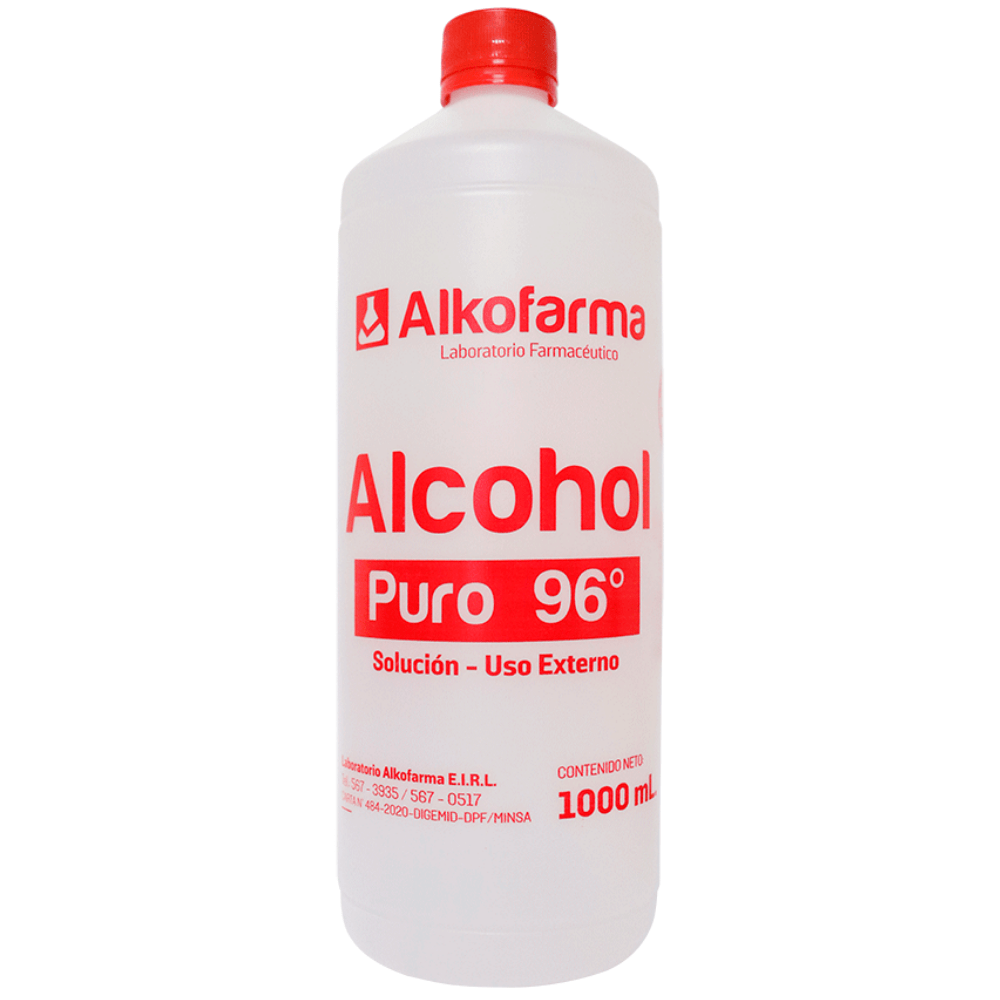 Alkofarma
Laboratorio Farmacéutico
Alcohol
Puro 96°
Solución - Uso Externo
Laboratorio Alkofarma E.I.R.L.
567 - 3935 / 567 - 0517
N° 484-2020-DIGEMID-DPF/MINSA
CONTENIDO NETO
1000 mL